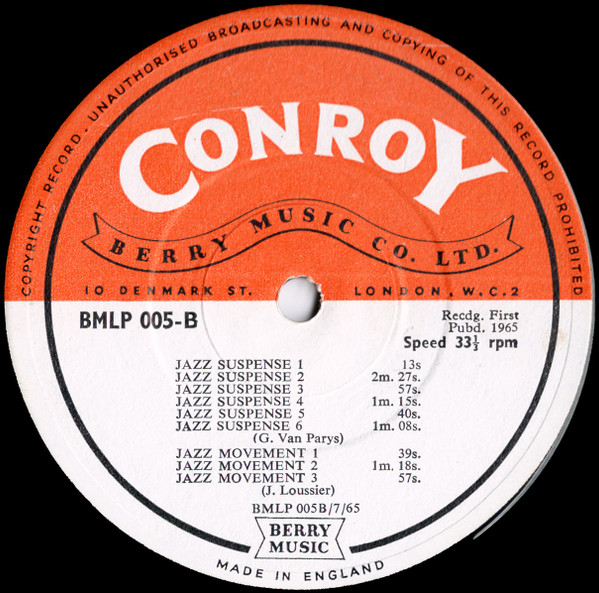 COPYRIGHT RECORD. UNAUTHORISED BROADCASTING AND COPYING OF THIS RECORD PROHIBITED
CONROY
BERRY MUSIC CO. LTD.
10 DENMARK ST. LONDON, W.C.2
BMLP 005-B
Recdg. First
Pubd. 1965
Speed 33⅓ rpm
JAZZ SUSPENSE 1 13s
JAZZ SUSPENSE 2 2m. 27s.
JAZZ SUSPENSE 3 57s.
JAZZ SUSPENSE 4 1m. 15s.
JAZZ SUSPENSE 5 40s.
JAZZ SUSPENSE 6 1m. 08s.
(G. Van Parys)
JAZZ MOVEMENT 1 39s.
JAZZ MOVEMENT 2 1m. 18s.
JAZZ MOVEMENT 3 57s.
(J. Loussier)
BMLP 005B/7/65
BERRY
MUSIC
MADE IN ENGLAND